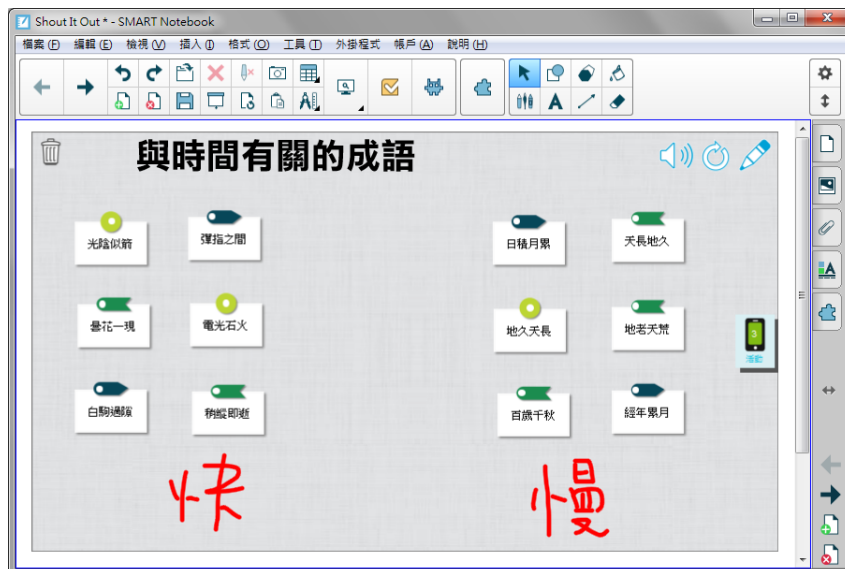 Shout It Out * - SMART Notebook
檔案(F) 編輯(E) 檢視(V) 插入(I) 格式(O) 工具(T) 外掛程式 帳戶(A) 說明(H)
與時間有關的成語
光陰似箭 彈指之間 日積月累 天長地久
曇花一現 電光石火 地久天長 地老天荒
白駒過隙 稍縱即逝 百歲千秋 經年累月
3
活動
快 慢